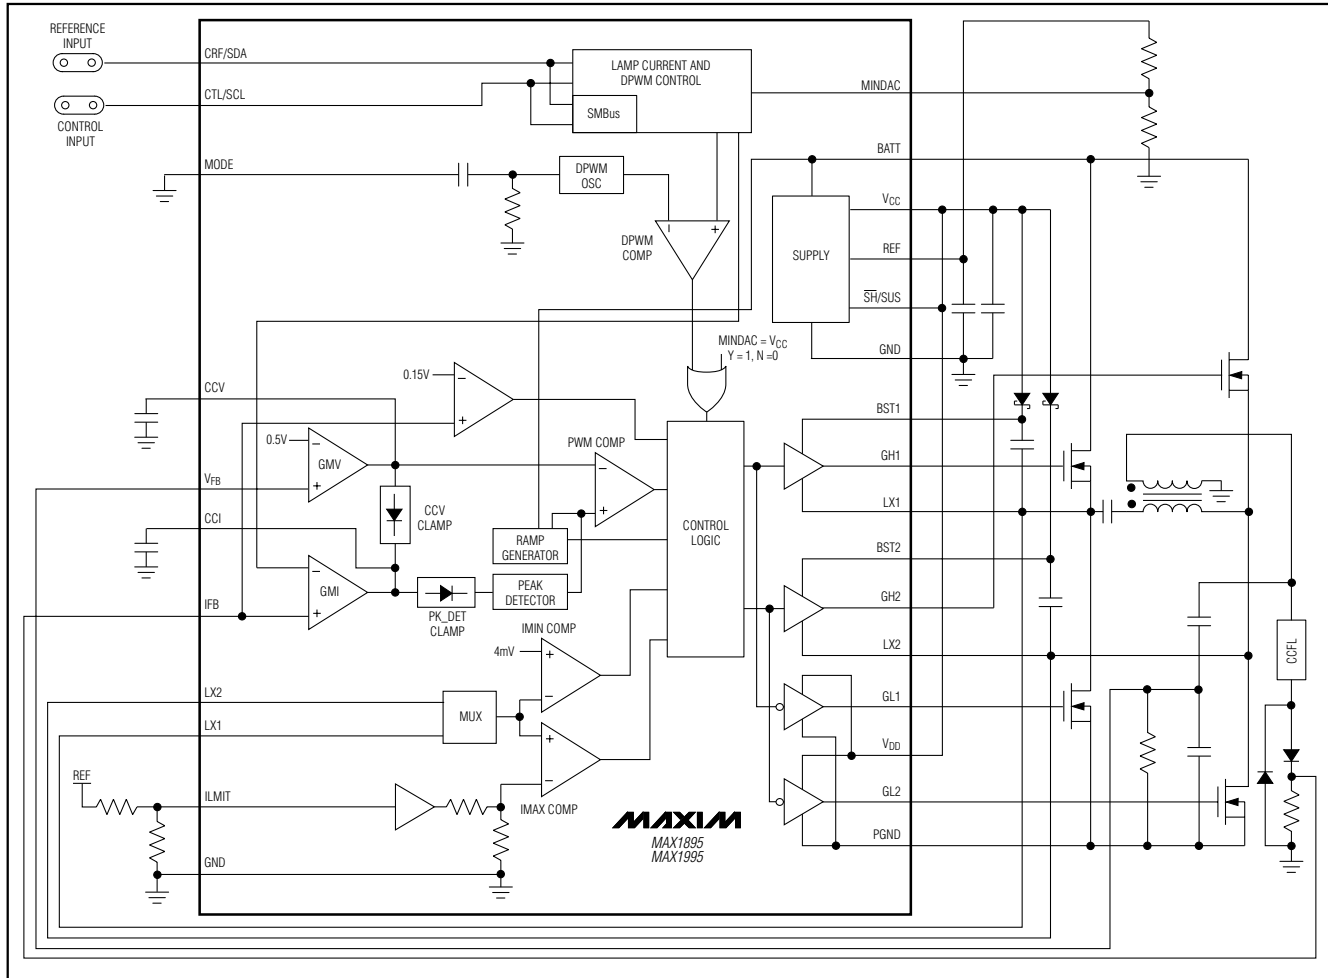 REFERENCE
INPUT
CRF/SDA
CTL/SCL
CONTROL
INPUT
LAMP CURRENT AND
DPWM CONTROL
SMBus
MINDAC
MODE
DPWM
OSC
BATT
DPWM
COMP
SUPPLY
VCC
REF
SH/SUS
GND
MINDAC = VCC
Y = 1, N =0
CCV
0.15V
BST1
0.5V
GMV
PWM COMP
GH1
VFB
CCV
CLAMP
LX1
CCI
RAMP
GENERATOR
CONTROL
LOGIC
BST2
GMI
PEAK
DETECTOR
GH2
IFB
PK_DET
CLAMP
IMIN COMP
4mV
LX2
CCFL
LX2
MUX
GL1
LX1
VDD
REF
ILMIT
IMAX COMP
GL2
MAXIM
MAX1895
MAX1995
PGND
GND